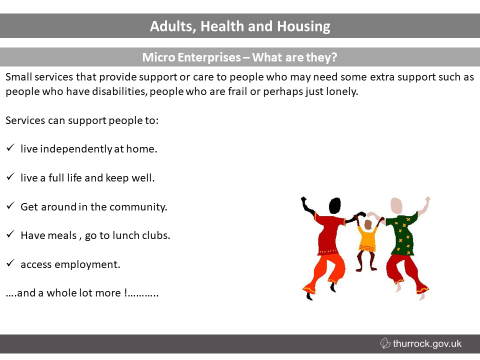 Adults, Health and Housing
Micro Enterprises – What are they?
Small services that provide support or care to people who may need some extra support such as
people who have disabilities, people who are frail or perhaps just lonely.
Services can support people to:
✓ live independently at home.
✓ live a full life and keep well.
✓ Get around in the community.
✓ Have meals , go to lunch clubs.
✓ access employment.
….and a whole lot more !………..
thurrock.gov.uk